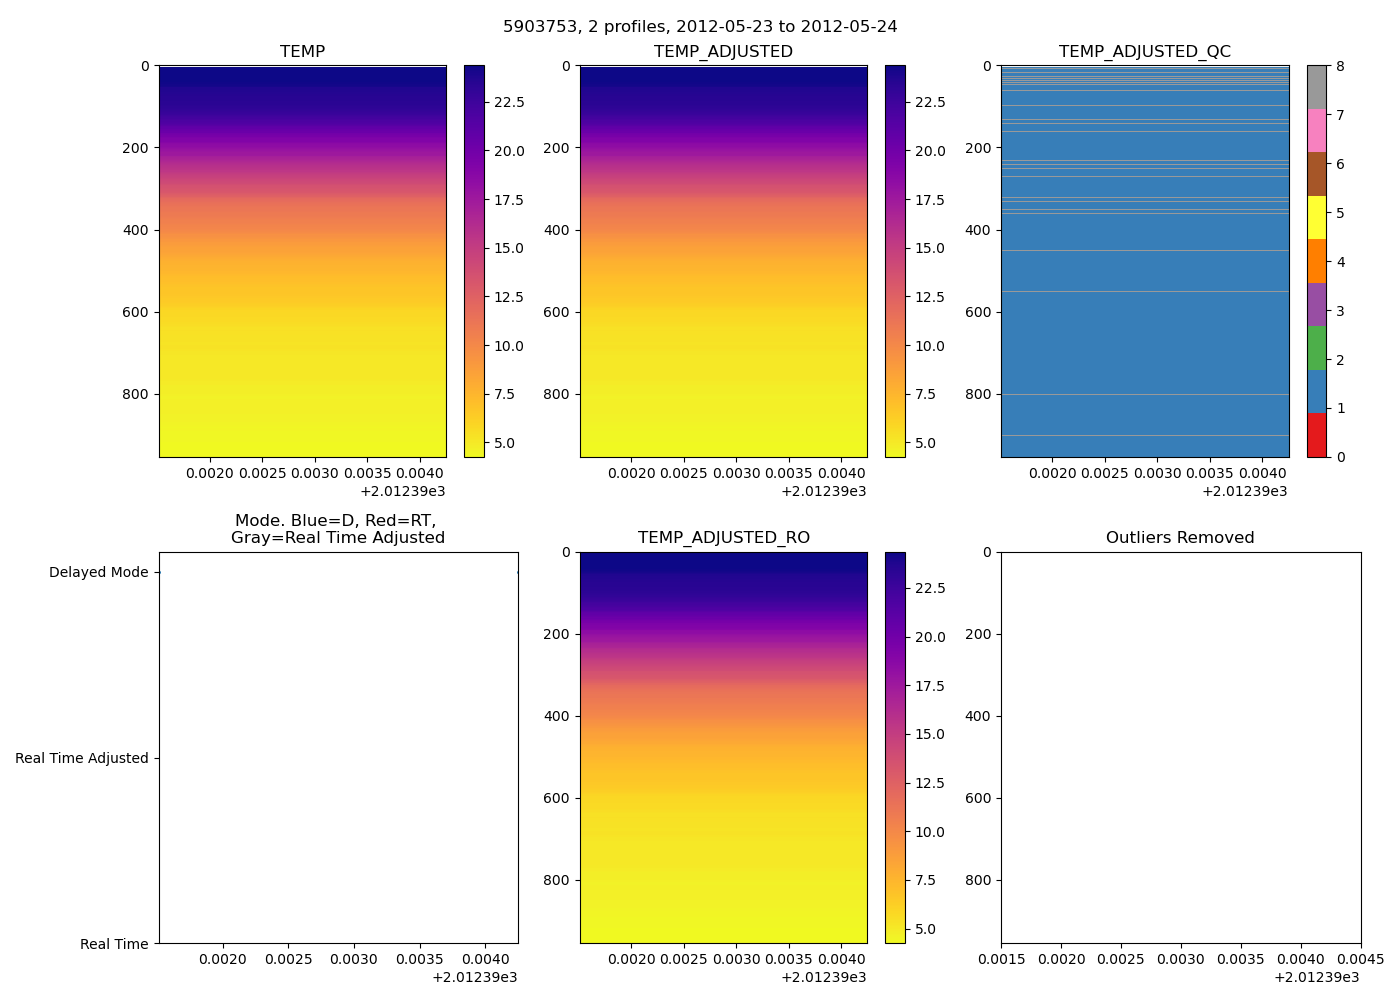 5903753, 2 profiles, 2012-05-23 to 2012-05-24
TEMP
0
200
400
600
800
0.0020 0.0025 0.0030 0.0035 0.0040
+2.01239e3
22.5
20.0
17.5
15.0
12.5
10.0
7.5
5.0
TEMP_ADJUSTED
0
200
400
600
800
0.0020 0.0025 0.0030 0.0035 0.0040
+2.01239e3
22.5
20.0
17.5
15.0
12.5
10.0
7.5
5.0
TEMP_ADJUSTED_QC
0
200
400
600
800
0.0020 0.0025 0.0030 0.0035 0.0040
+2.01239e3
8
7
6
5
4
3
2
1
0
Mode. Blue=D, Red=RT,
Gray=Real Time Adjusted
Delayed Mode
Real Time Adjusted
Real Time
0.0020 0.0025 0.0030 0.0035 0.0040
+2.01239e3
TEMP_ADJUSTED_RO
0
200
400
600
800
0.0020 0.0025 0.0030 0.0035 0.0040
+2.01239e3
22.5
20.0
17.5
15.0
12.5
10.0
7.5
5.0
Outliers Removed
0
200
400
600
800
0.0015 0.0020 0.0025 0.0030 0.0035 0.0040 0.0045
+2.01239e3